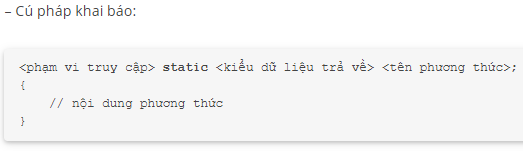 – Cú pháp khai báo:
<phạm vi truy cập> static <kiểu dữ liệu trả về> <tên phương thức>;
{
// nội dung phương thức
}